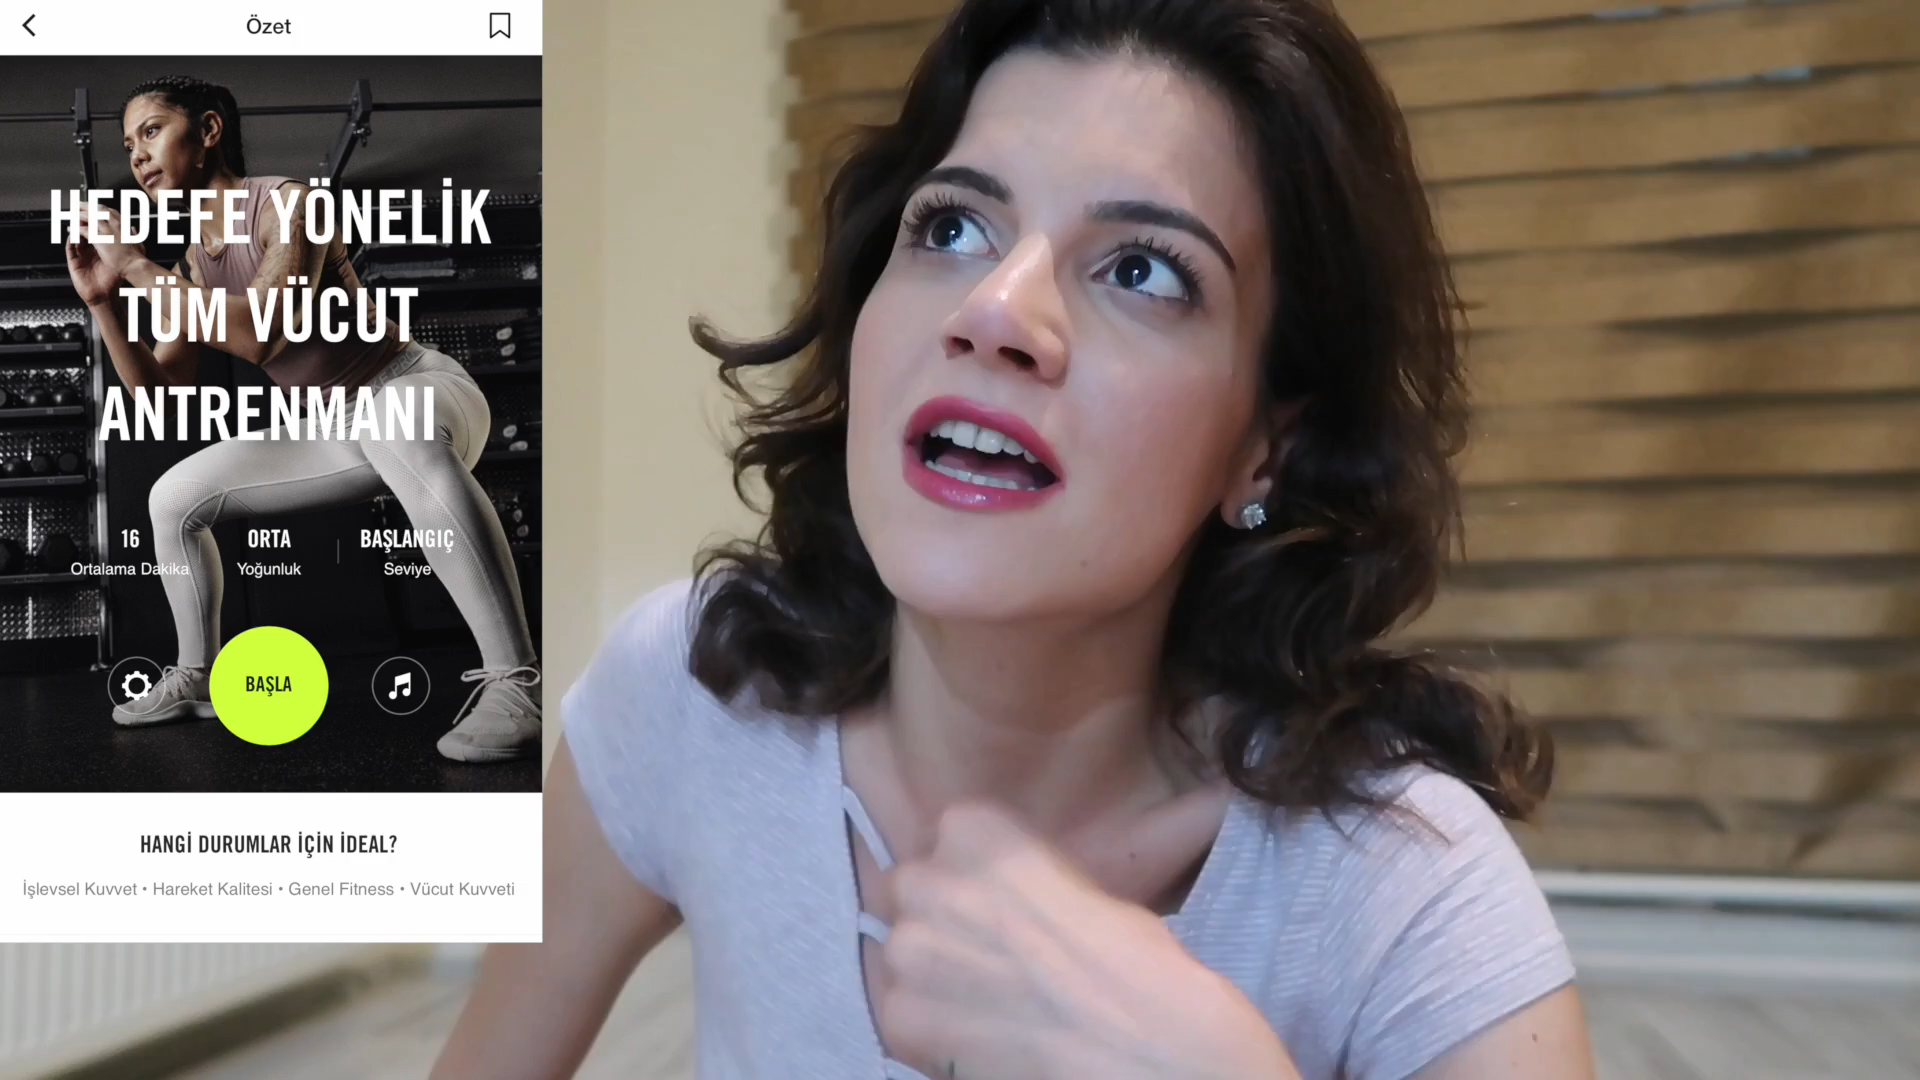 Özet
HEDEFE YÖNELİK
TÜM VÜCUT
ANTRENMANI
16
Ortalama Dakika
ORTA
Yoğunluk
BAŞLANGIÇ
Seviye
BAŞLA
HANGİ DURUMLAR İÇİN İDEAL?
İşlevsel Kuvvet • Hareket Kalitesi • Genel Fitness • Vücut Kuvveti